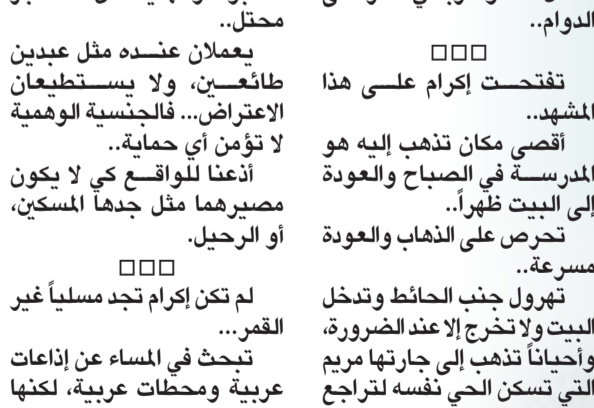 الدوام..
□□□
تفتحت إكرام على هذا
المشهد..
أقصى مكان تذهب إليه هو
المدرسة في الصباح والعودة
إلى البيت ظهراً..
تحرص على الذهاب والعودة
مسرعة..
تهرول جنب الحائط وتدخل
البيت ولا تخرج إلا عند الضرورة،
وأحياناً تذهب إلى جارتها مريم
التي تسكن الحي نفسه لتراجع
محتل..
يعملان عنده مثل عبدين
طائعين، ولا يستطيعان
الاعتراض... فالجنسية الوهمية
لا تؤمن أي حماية..
أذعنا للواقع كي لا يكون
مصيرهما مثل جدها المسكين،
أو الرحيل.
□□□
لم تكن إكرام تجد مسلياً غير
القمر...
تبحث في المساء عن إذاعات
عربية ومحطات عربية، لكنها